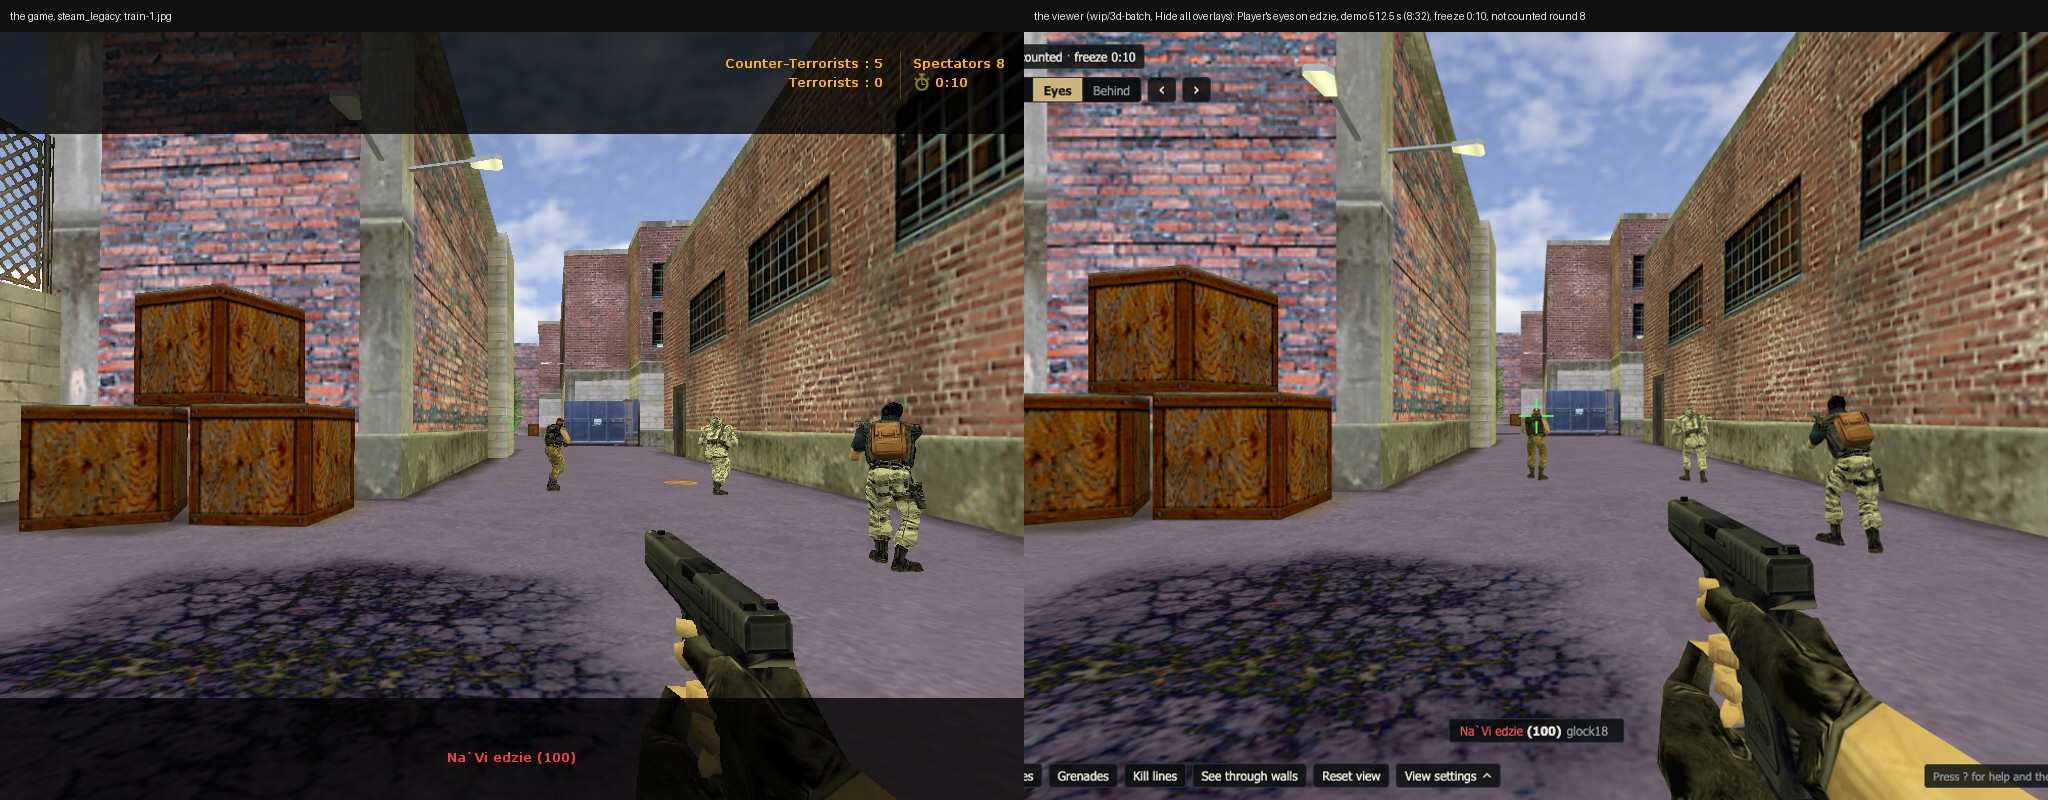 the game, steam_legacy: train-1.jpg
the viewer (wip/3d-batch, Hide all overlays): Player's eyes on edzie, demo 512.5 s (8:32), freeze 0:10, not counted round 8
Counter-Terrorists : 5
Spectators 8
Terrorists : 0
0:10
ounted · freeze 0:10
Eyes
Behind
<
>
Na`Vi edzie (100)
Na`Vi edzie (100) glock18
es
Grenades
Kill lines
See through walls
Reset view
View settings
Press ? for help and the